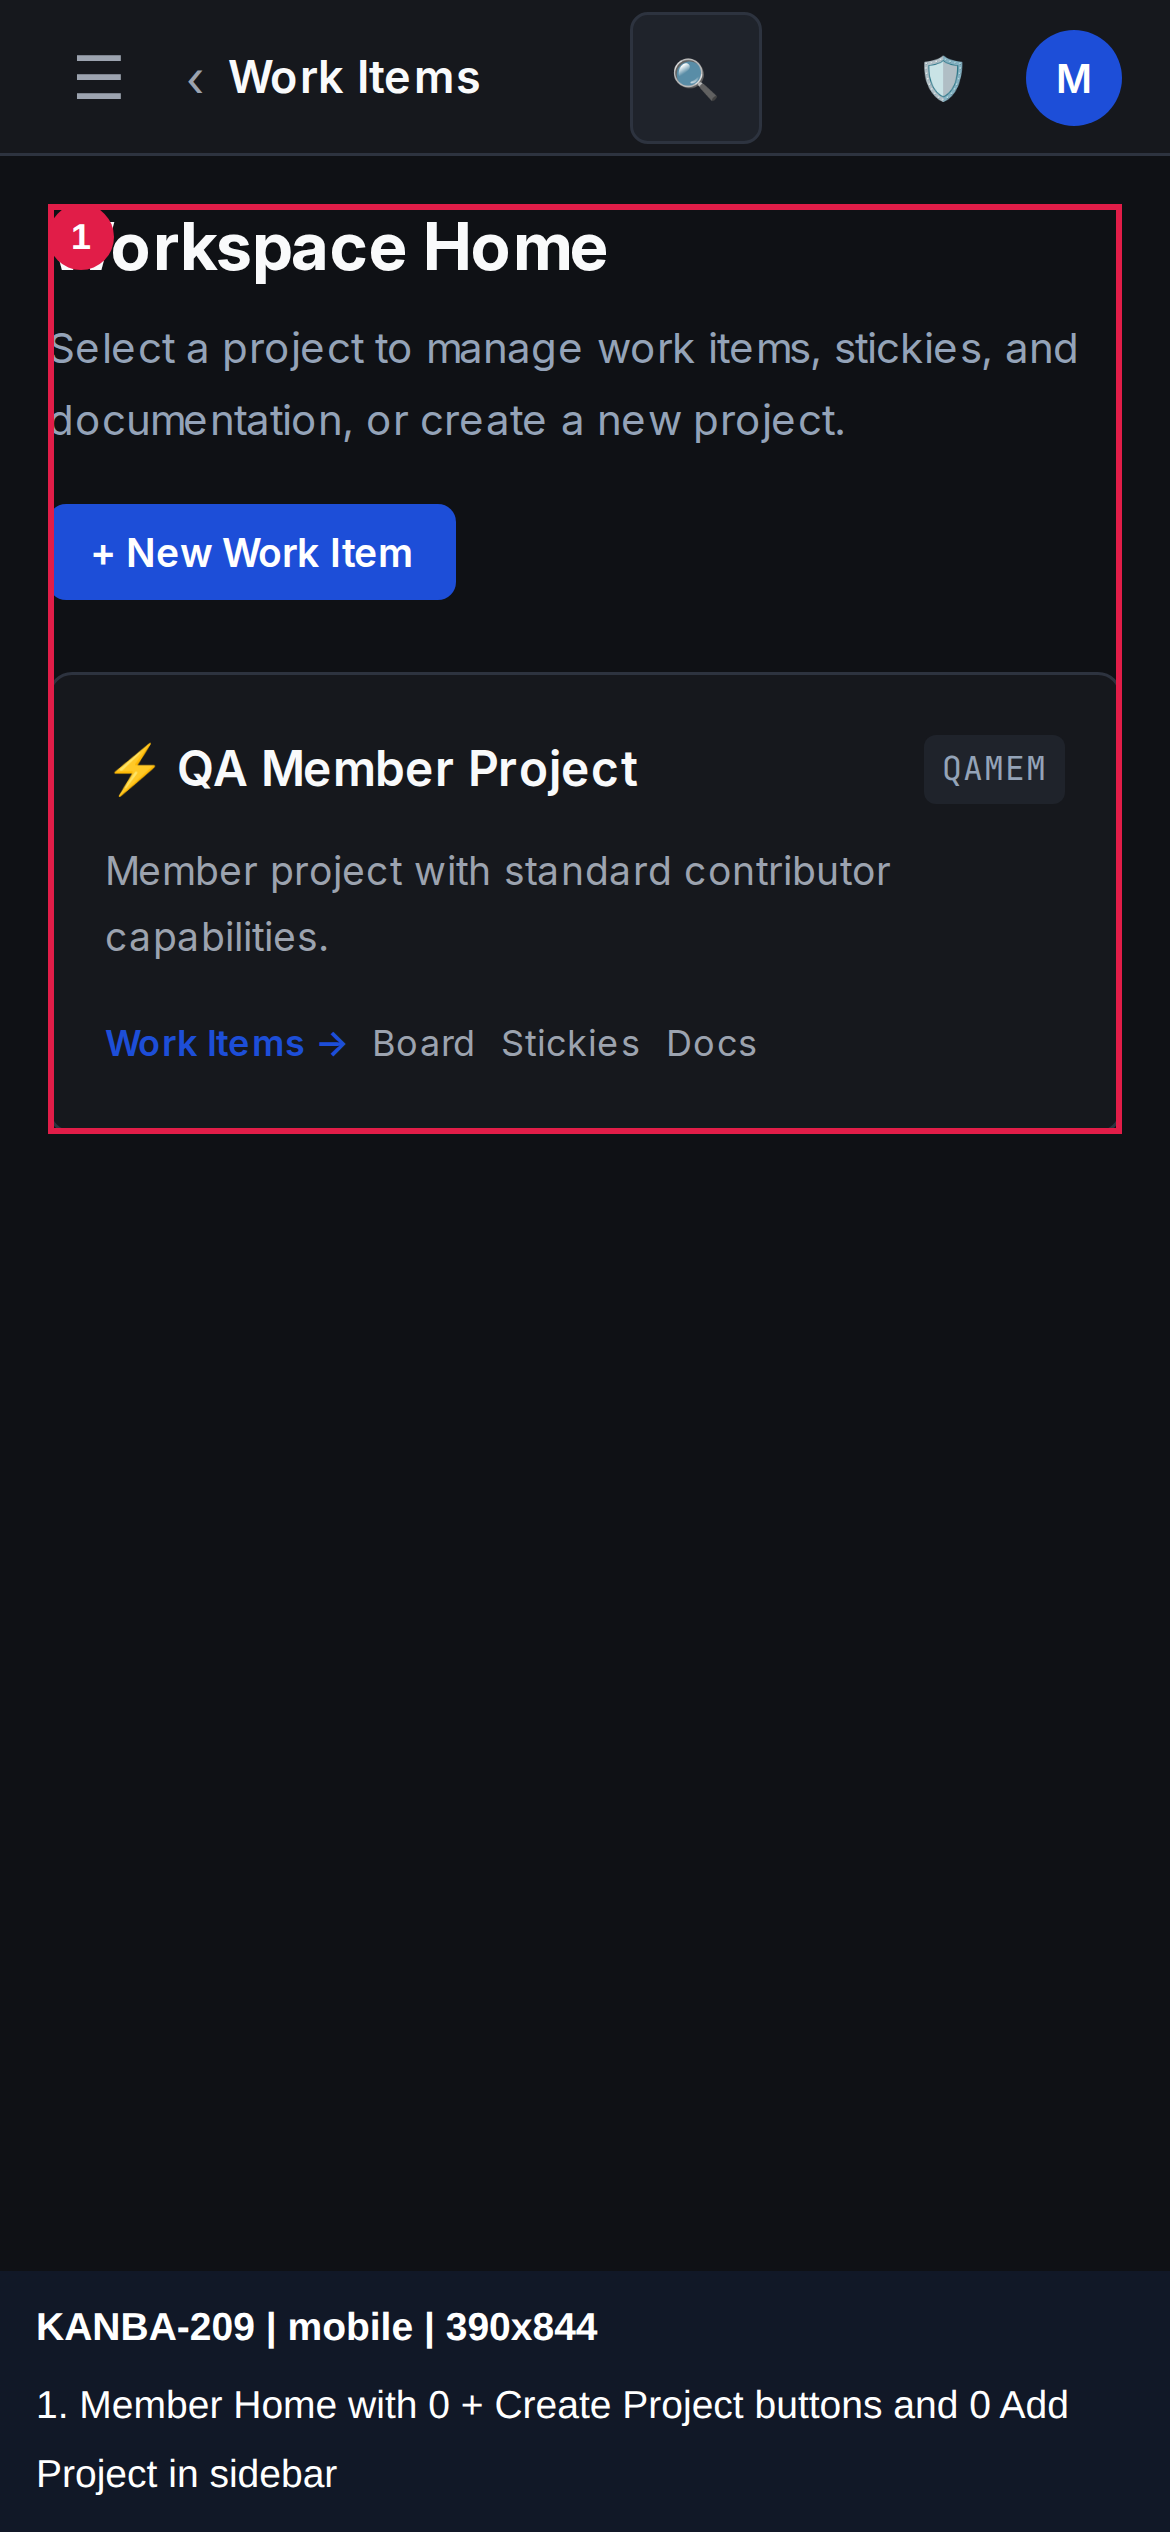 ☰ ‹ Work Items 🔍 🛡️ M
1
Workspace Home
Select a project to manage work items, stickies, and
documentation, or create a new project.
+ New Work Item
⚡ QA Member Project QAMEM
Member project with standard contributor
capabilities.
Work Items → Board Stickies Docs
KANBA-209 | mobile | 390x844
1. Member Home with 0 + Create Project buttons and 0 Add
Project in sidebar